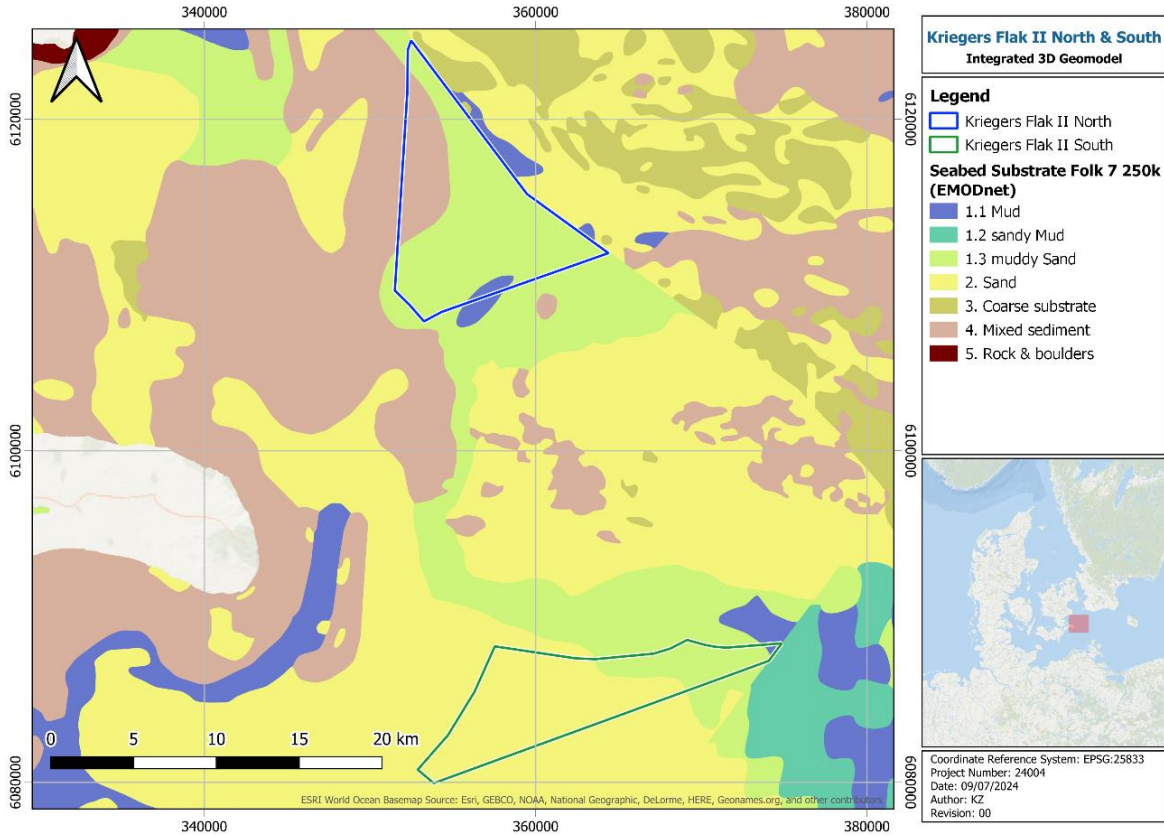 340000
360000
380000
6120000
6100000
6080000
6120000
6100000
6080000
0 5 10 15 20 km
ESRI World Ocean Basemap Source: Esri, GEBCO, NOAA, National Geographic, DeLorme, HERE, Geonames.org, and other contributors
340000
360000
380000
Kriegers Flak II North & South
Integrated 3D Geomodel
Legend
Kriegers Flak II North
Kriegers Flak II South
Seabed Substrate Folk 7 250k
(EMODnet)
1.1 Mud
1.2 sandy Mud
1.3 muddy Sand
2. Sand
3. Coarse substrate
4. Mixed sediment
5. Rock & boulders
Coordinate Reference System: EPSG:25833
Project Number: 24004
Date: 09/07/2024
Author: KZ
Revision: 00